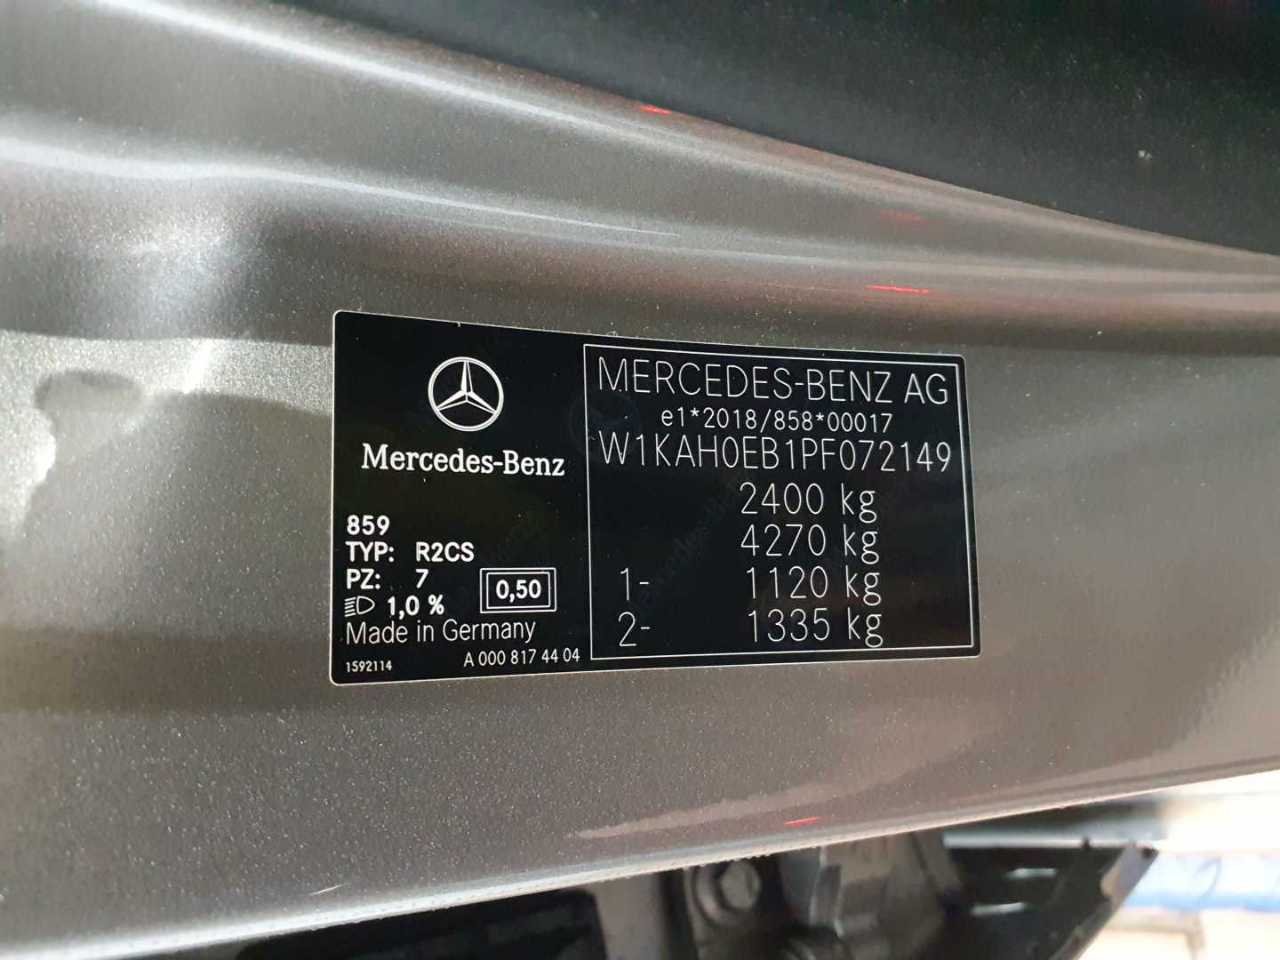 Mercedes-Benz
859
TYP: R2CS
PZ: 7
1,0 %
0,50
Made in Germany
1592114
A 000 817 44 04
MERCEDES-BENZ AG
e1*2018/858*00017
W1KAH0EB1PF072149
2400 kg
4270 kg
1- 1120 kg
2- 1335 kg